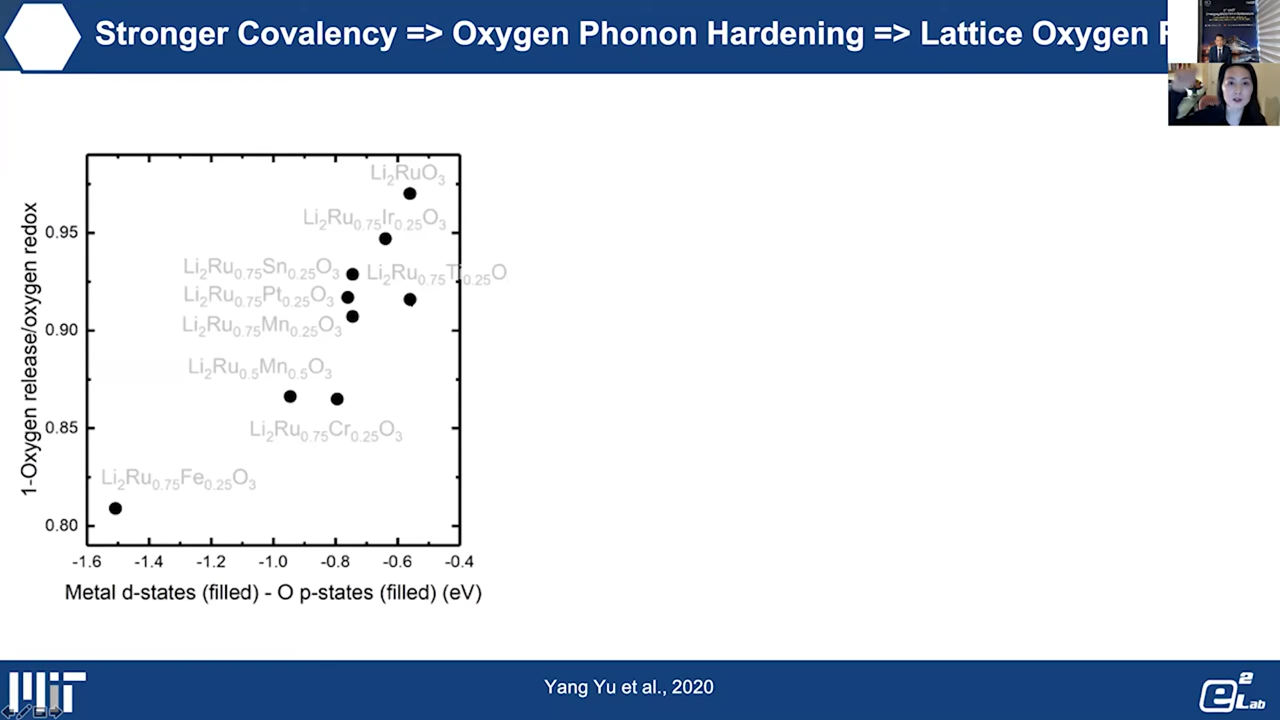 Stronger Covalency => Oxygen Phonon Hardening => Lattice Oxygen
Li₂RuO₃
Li₂Ru₀.₇₅Ir₀.₂₅O₃
Li₂Ru₀.₇₅Sn₀.₂₅O₃
Li₂Ru₀.₇₅Ti₀.₂₅O
Li₂Ru₀.₇₅Pt₀.₂₅O₃
Li₂Ru₀.₇₅Mn₀.₂₅O₃
Li₂Ru₀.₅Mn₀.₅O₃
Li₂Ru₀.₇₅Cr₀.₂₅O₃
Li₂Ru₀.₇₅Fe₀.₂₅O₃
1-Oxygen release/oxygen redox
0.95
0.90
0.85
0.80
-1.6 -1.4 -1.2 -1.0 -0.8 -0.6 -0.4
Metal d-states (filled) - O p-states (filled) (eV)
MIT
Yang Yu et al., 2020
e² Lab